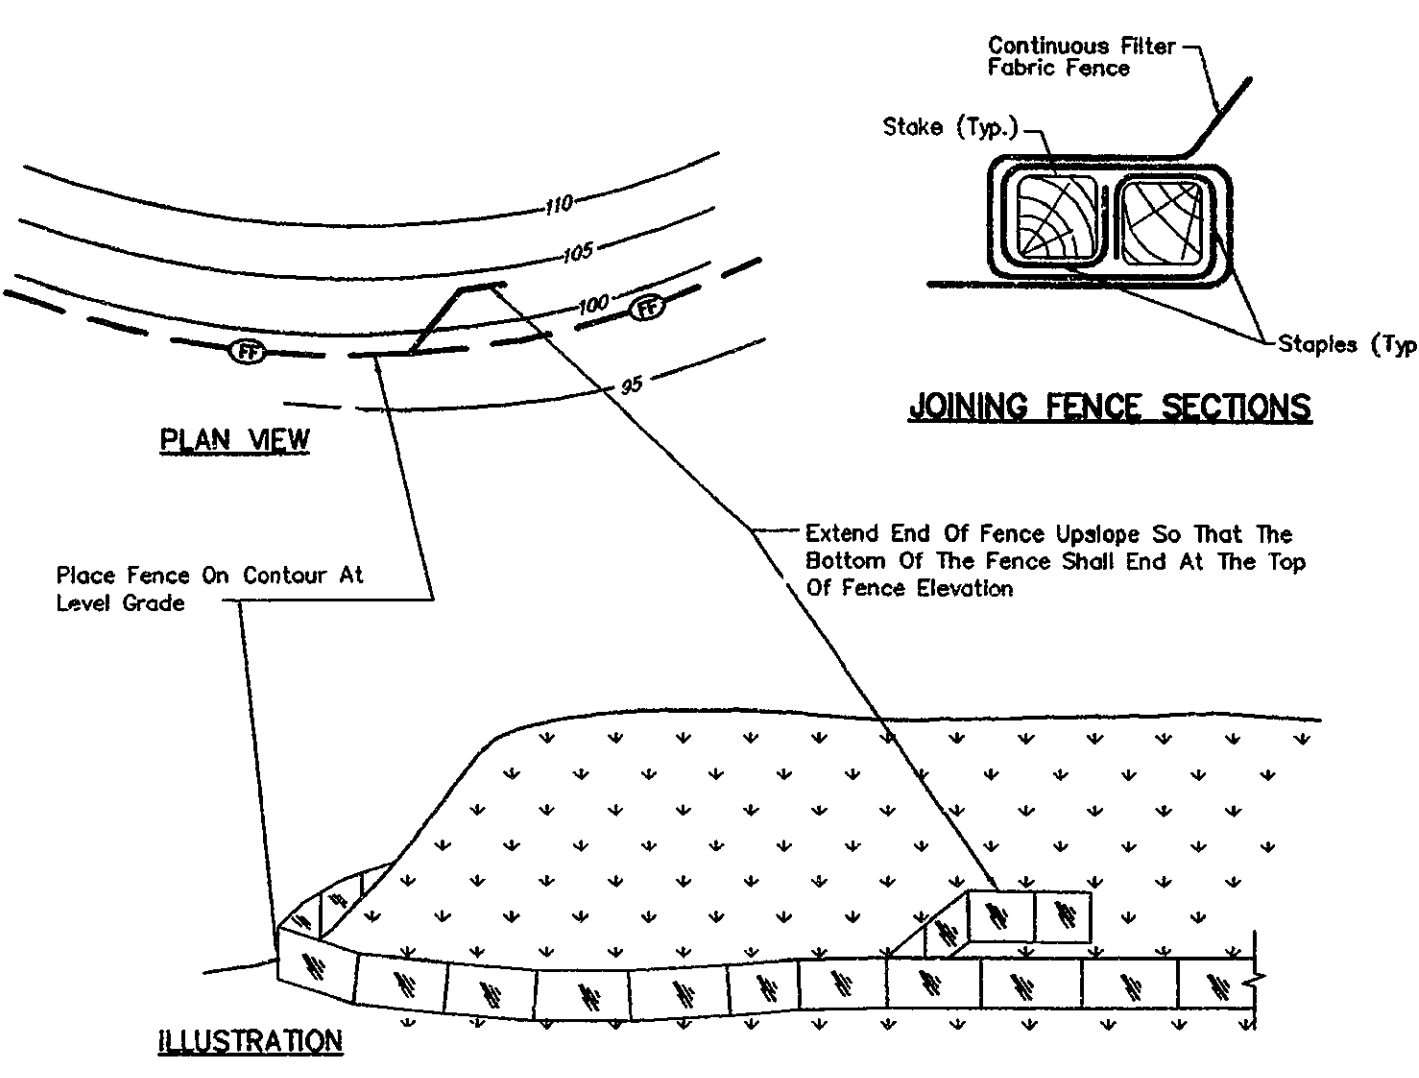 Continuous Filter
Fabric Fence
Stake (Typ.)
110
105
100
FF
FF
95
Staples (Typ
JOINING FENCE SECTIONS
PLAN VIEW
Extend End Of Fence Upslope So That The
Bottom Of The Fence Shall End At The Top
Of Fence Elevation
Place Fence On Contour At
Level Grade
ILLUSTRATION